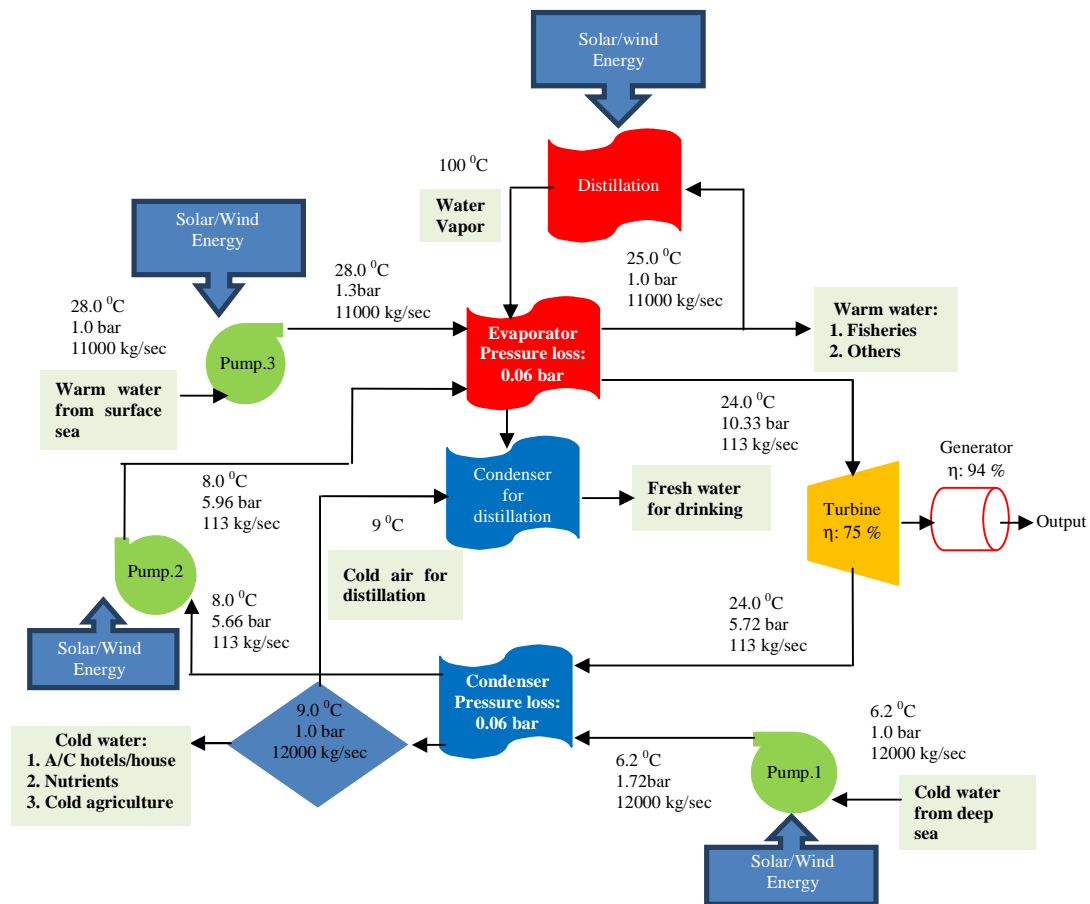 Solar/wind
Energy
100 ⁰C
Distillation
Water
Vapor
Solar/Wind
Energy
28.0 ⁰C
1.0 bar
11000 kg/sec
28.0 ⁰C
1.3bar
11000 kg/sec
25.0 ⁰C
1.0 bar
11000 kg/sec
Pump.3
Evaporator
Pressure loss:
0.06 bar
Warm water:
1. Fisheries
2. Others
Warm water
from surface
sea
24.0 ⁰C
10.33 bar
113 kg/sec
Generator
η: 94 %
8.0 ⁰C
5.96 bar
113 kg/sec
Condenser
for
distillation
Fresh water
for drinking
Turbine
η: 75 %
Output
9 ⁰C
Pump.2
Cold air for
distillation
8.0 ⁰C
5.66 bar
113 kg/sec
24.0 ⁰C
5.72 bar
113 kg/sec
Solar/Wind
Energy
Condenser
Pressure loss:
0.06 bar
9.0 ⁰C
1.0 bar
12000 kg/sec
Cold water:
1. A/C hotels/house
2. Nutrients
3. Cold agriculture
6.2 ⁰C
1.0 bar
12000 kg/sec
6.2 ⁰C
1.72bar
12000 kg/sec
Pump.1
Cold water
from deep
sea
Solar/Wind
Energy